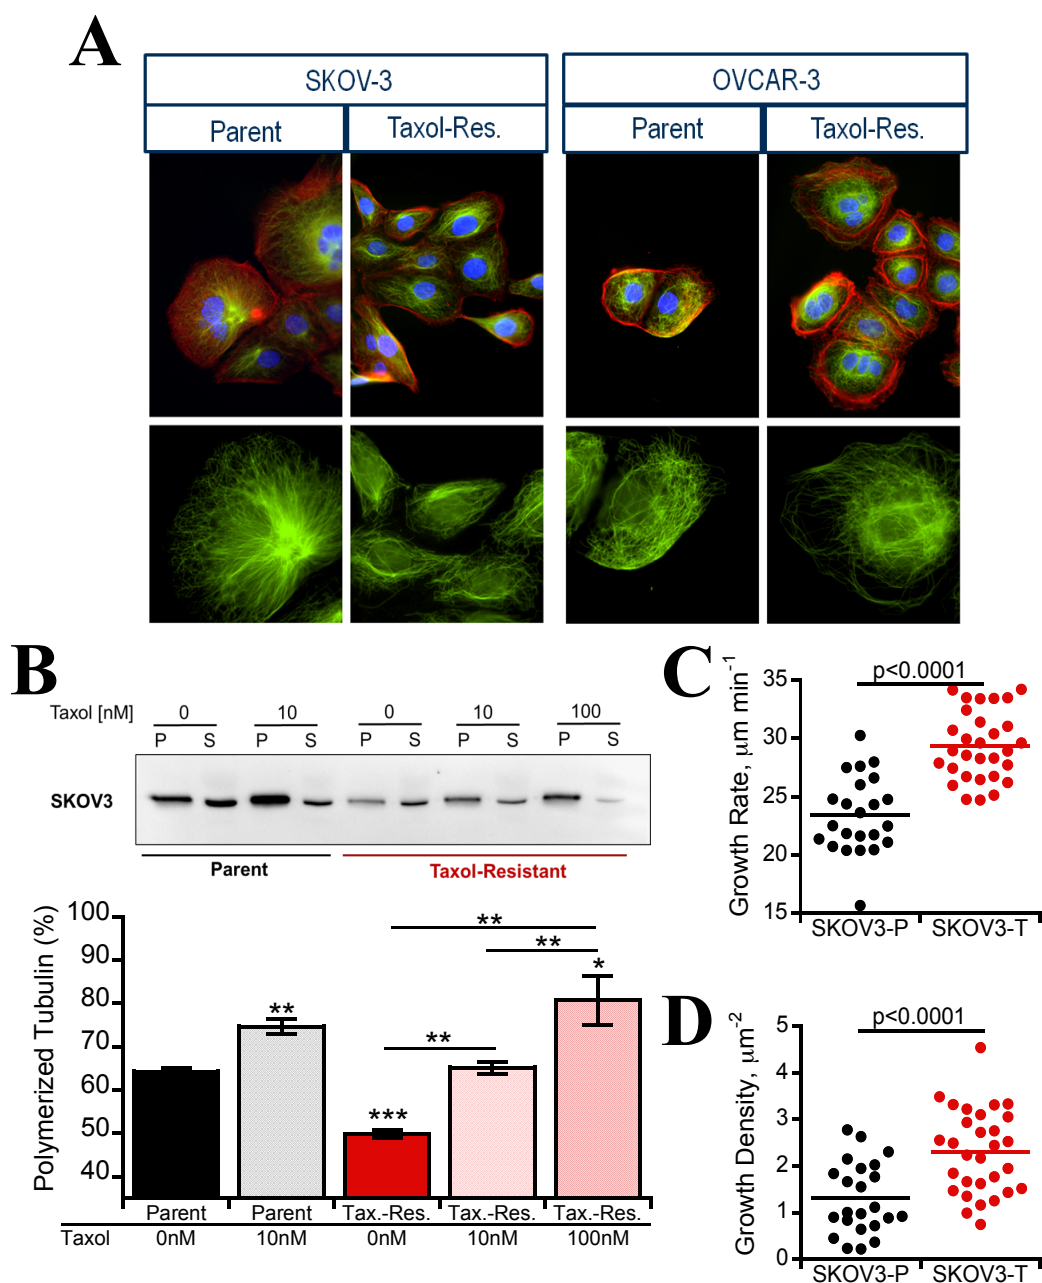 A
SKOV-3 OVCAR-3
Parent Taxol-Res. Parent Taxol-Res.
B
Taxol [nM] 0 10 0 10 100
P S P S P S P S P S
SKOV3
Parent Taxol-Resistant
Polymerized Tubulin (%)
100
90
80
70
60
50
40
**
***
**
**
**
*
Parent Parent Tax.-Res. Tax.-Res. Tax.-Res.
Taxol 0nM 10nM 0nM 10nM 100nM
C
p<0.0001
Growth Rate, μm min⁻¹
35
30
25
20
15
SKOV3-P SKOV3-T
D
p<0.0001
Growth Density, μm⁻²
5
4
3
2
1
0
SKOV3-P SKOV3-T